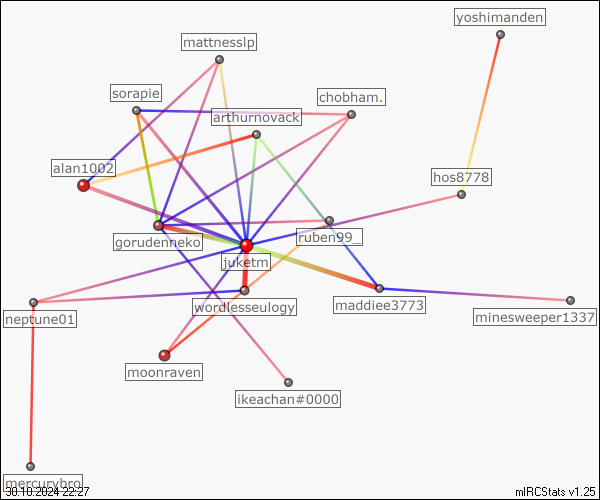 yoshimanden
mattnesslp
sorapie
chobham.
arthurnovack
alan1002
hos8778
ruben99_
gorudenneko
juketm
wordlesseulogy
maddiee3773
neptune01
minesweeper1337
moonraven
ikeachan#0000
mercurybro
30.10.2024 22:27
mIRCStats v1.25